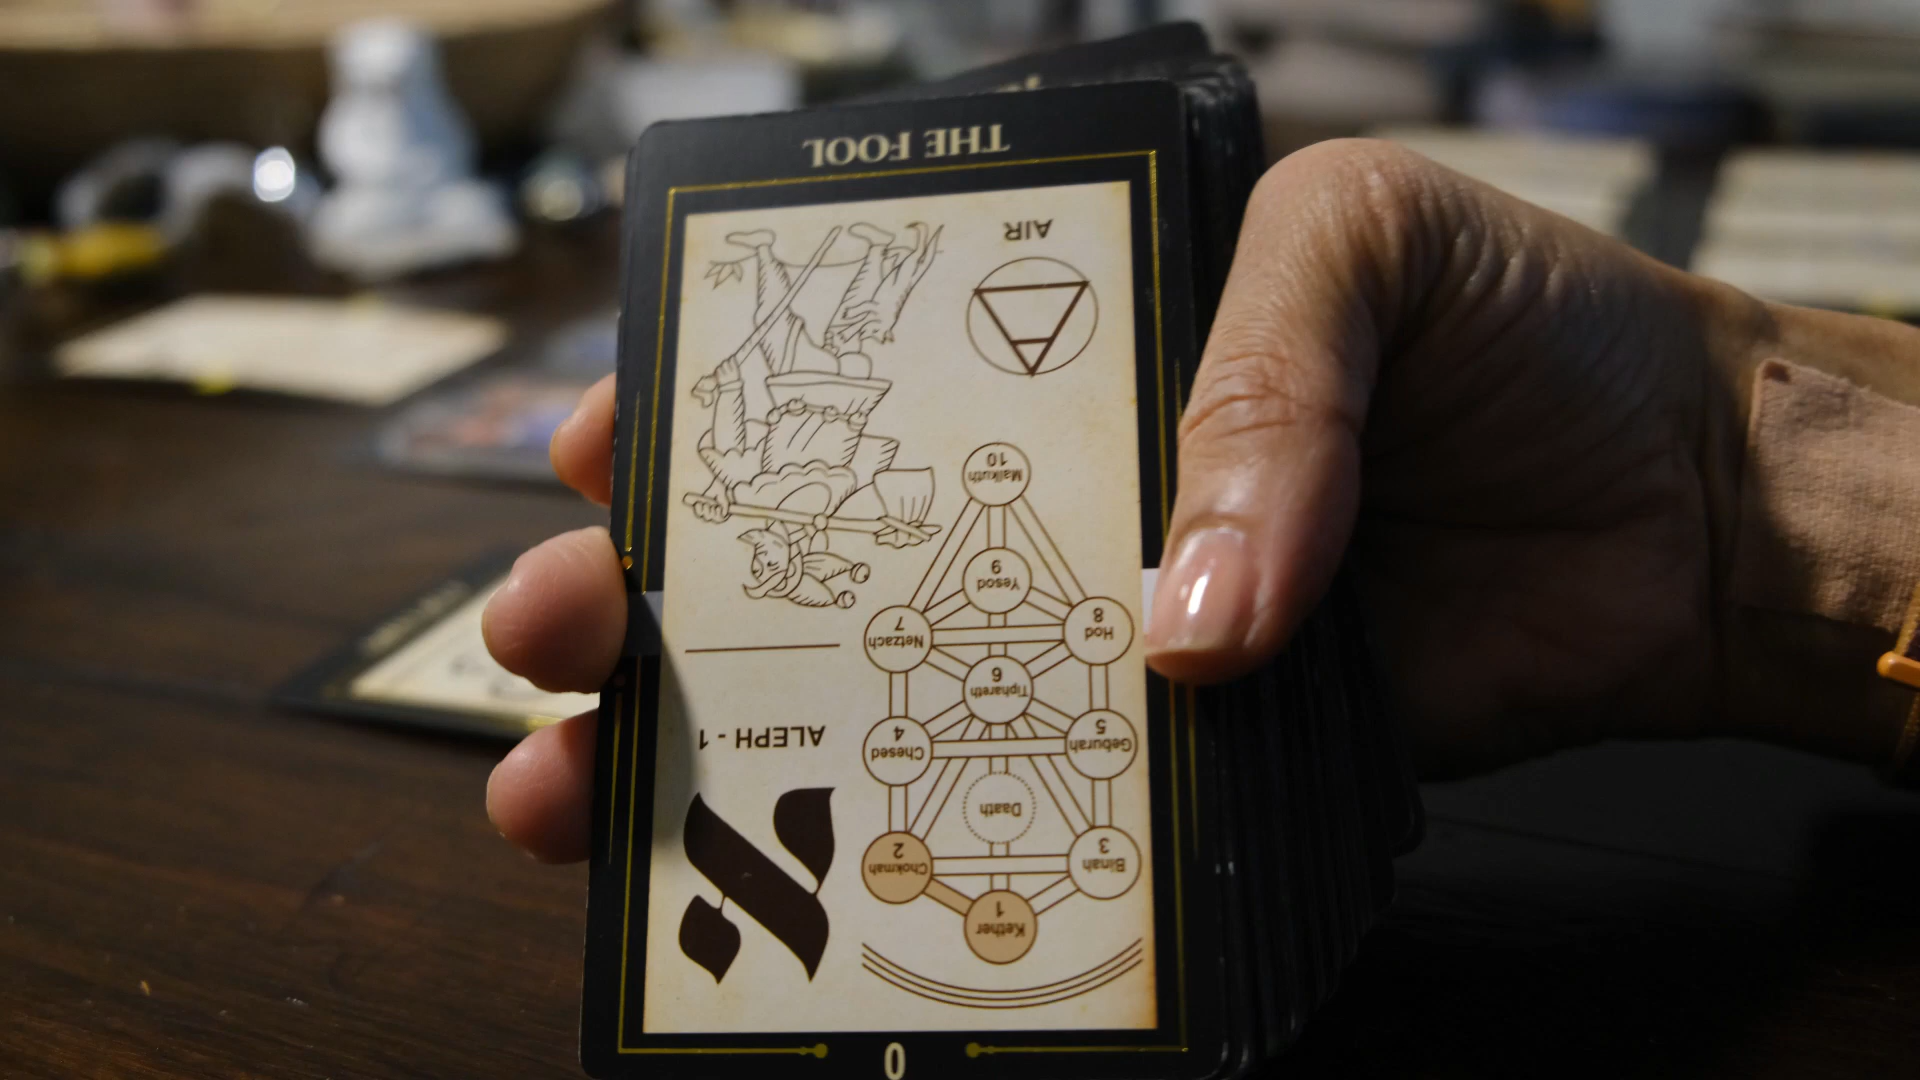 0
א
ALEPH - 1
Kether
1
Chokmah
2
Binah
3
Daath
Chesed
4
Geburah
5
Tiphareth
6
Netzach
7
Hod
8
Yesod
9
Malkuth
10
AIR
THE FOOL